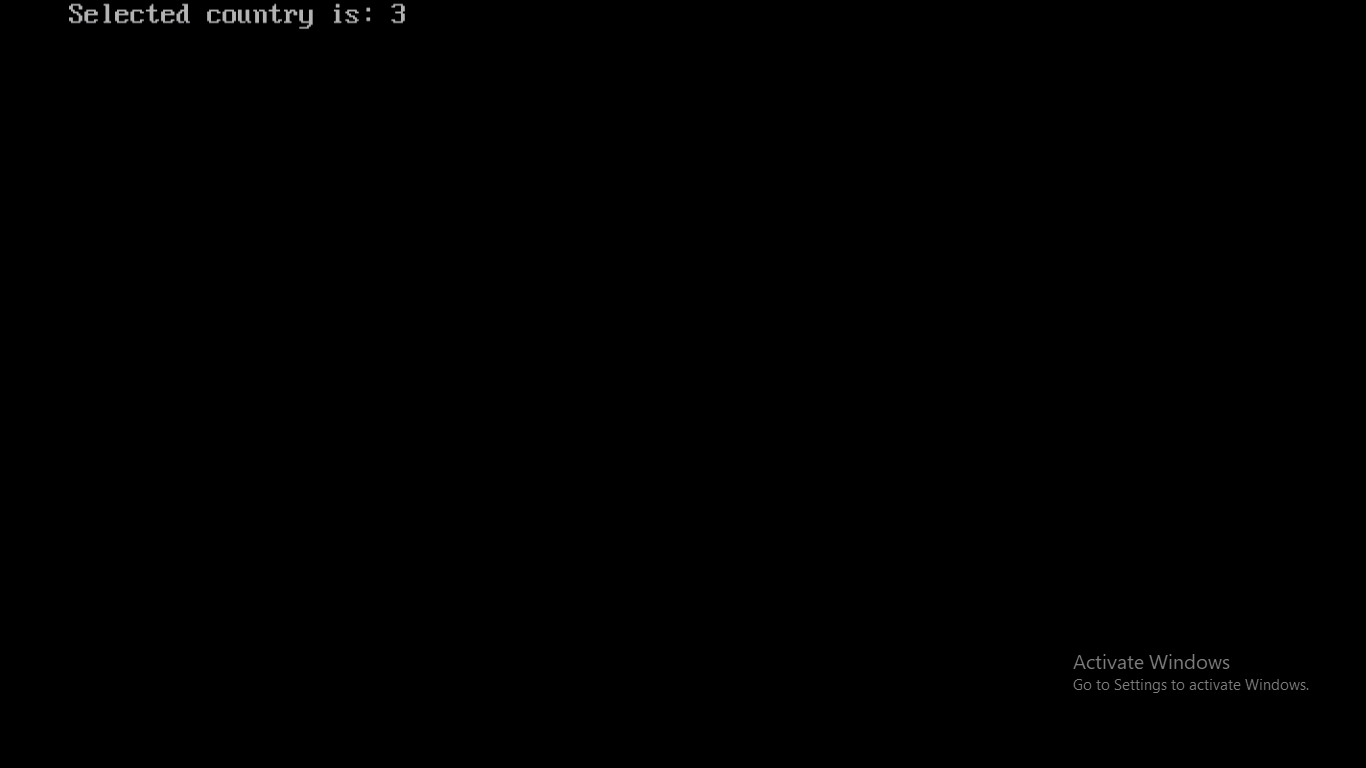 Selected country is: 3
Activate Windows
Go to Settings to activate Windows.